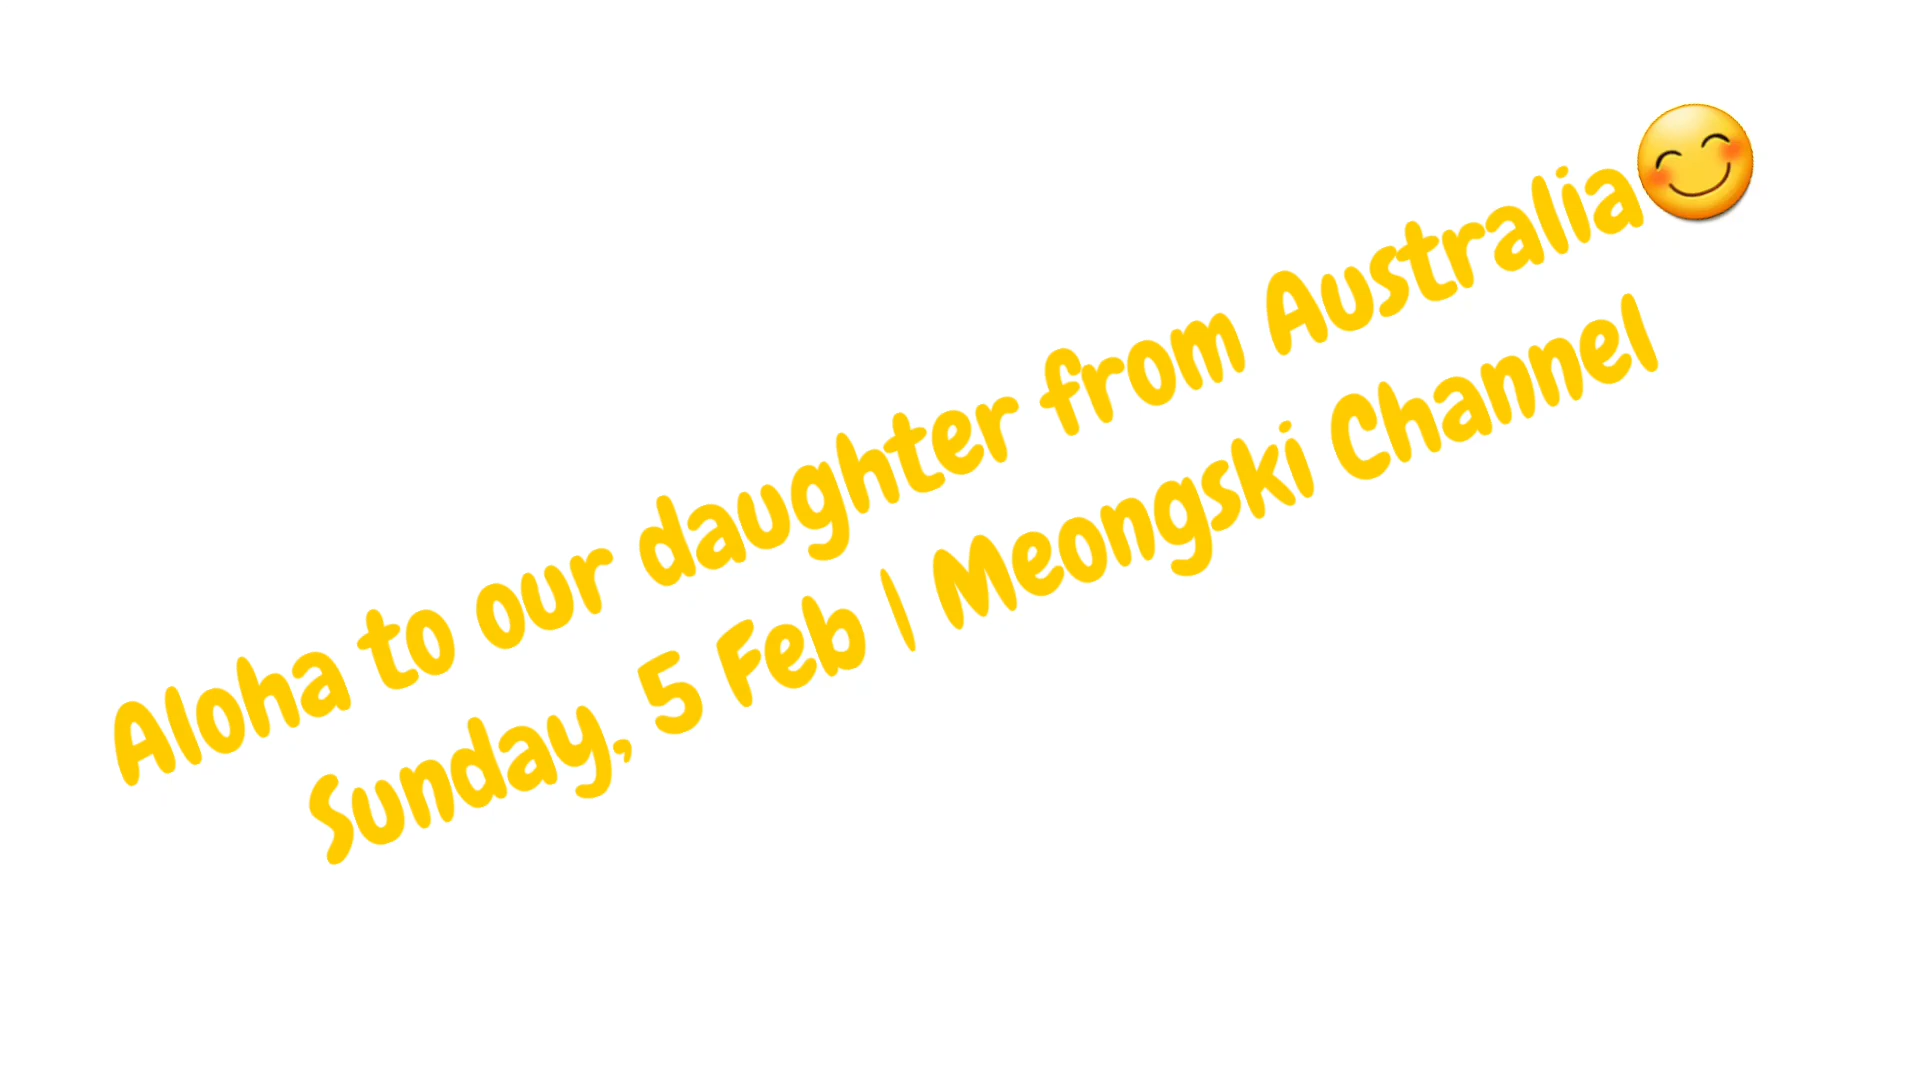 Aloha to our daughter from Australia😊
Sunday, 5 Feb | Meongski Channel